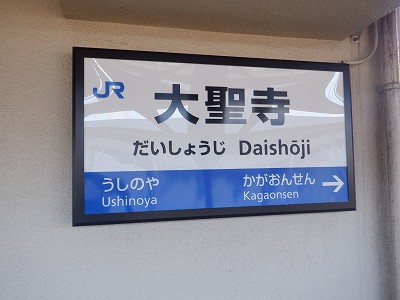 JR
大聖寺
だいしょうじ Daishōji
うしのや かがおんせん →
Ushinoya Kagaonsen